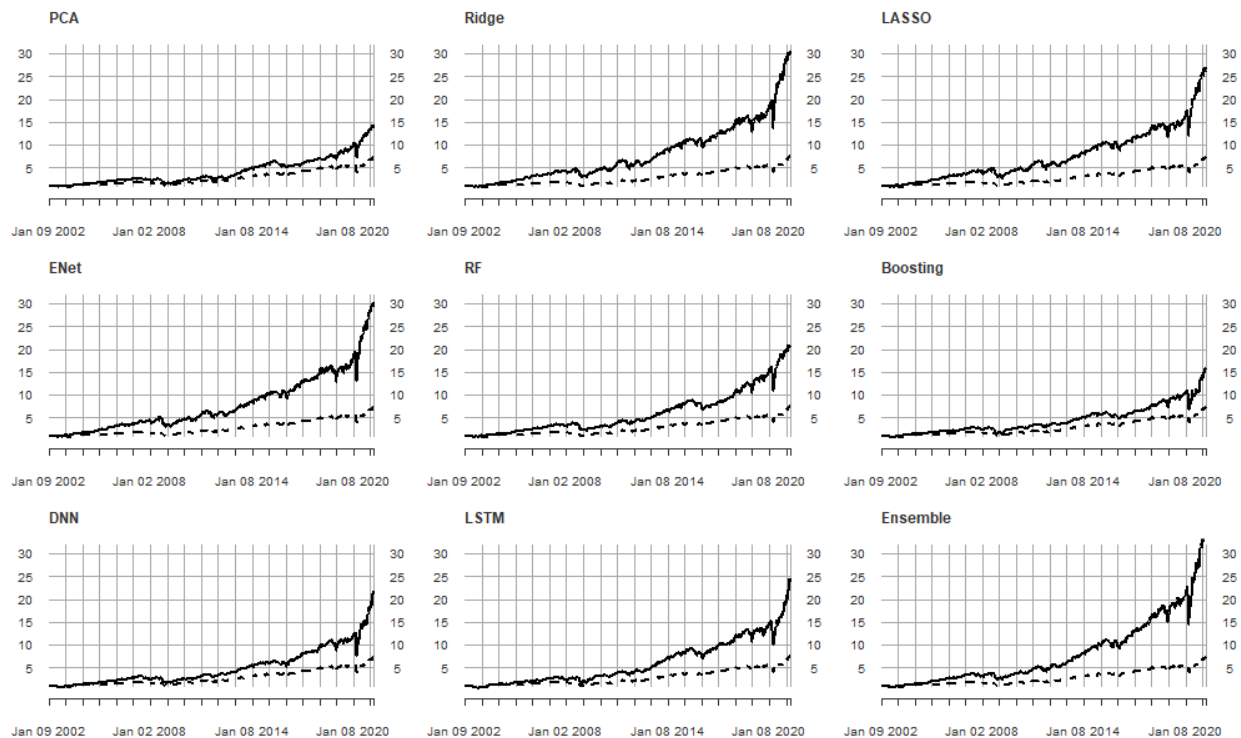 PCA Ridge LASSO
30 30 30 30 30 30
25 25 25 25 25 25
20 20 20 20 20 20
15 15 15 15 15 15
10 10 10 10 10 10
5 5 5 5 5 5
Jan 09 2002 Jan 02 2008 Jan 08 2014 Jan 08 2020 Jan 09 2002 Jan 02 2008 Jan 08 2014 Jan 08 2020 Jan 09 2002 Jan 02 2008 Jan 08 2014 Jan 08 2020
ENet RF Boosting
30 30 30 30 30 30
25 25 25 25 25 25
20 20 20 20 20 20
15 15 15 15 15 15
10 10 10 10 10 10
5 5 5 5 5 5
Jan 09 2002 Jan 02 2008 Jan 08 2014 Jan 08 2020 Jan 09 2002 Jan 02 2008 Jan 08 2014 Jan 08 2020 Jan 09 2002 Jan 02 2008 Jan 08 2014 Jan 08 2020
DNN LSTM Ensemble
30 30 30 30 30 30
25 25 25 25 25 25
20 20 20 20 20 20
15 15 15 15 15 15
10 10 10 10 10 10
5 5 5 5 5 5
Jan 09 2002 Jan 02 2008 Jan 08 2014 Jan 08 2020 Jan 09 2002 Jan 02 2008 Jan 08 2014 Jan 08 2020 Jan 09 2002 Jan 02 2008 Jan 08 2014 Jan 08 2020